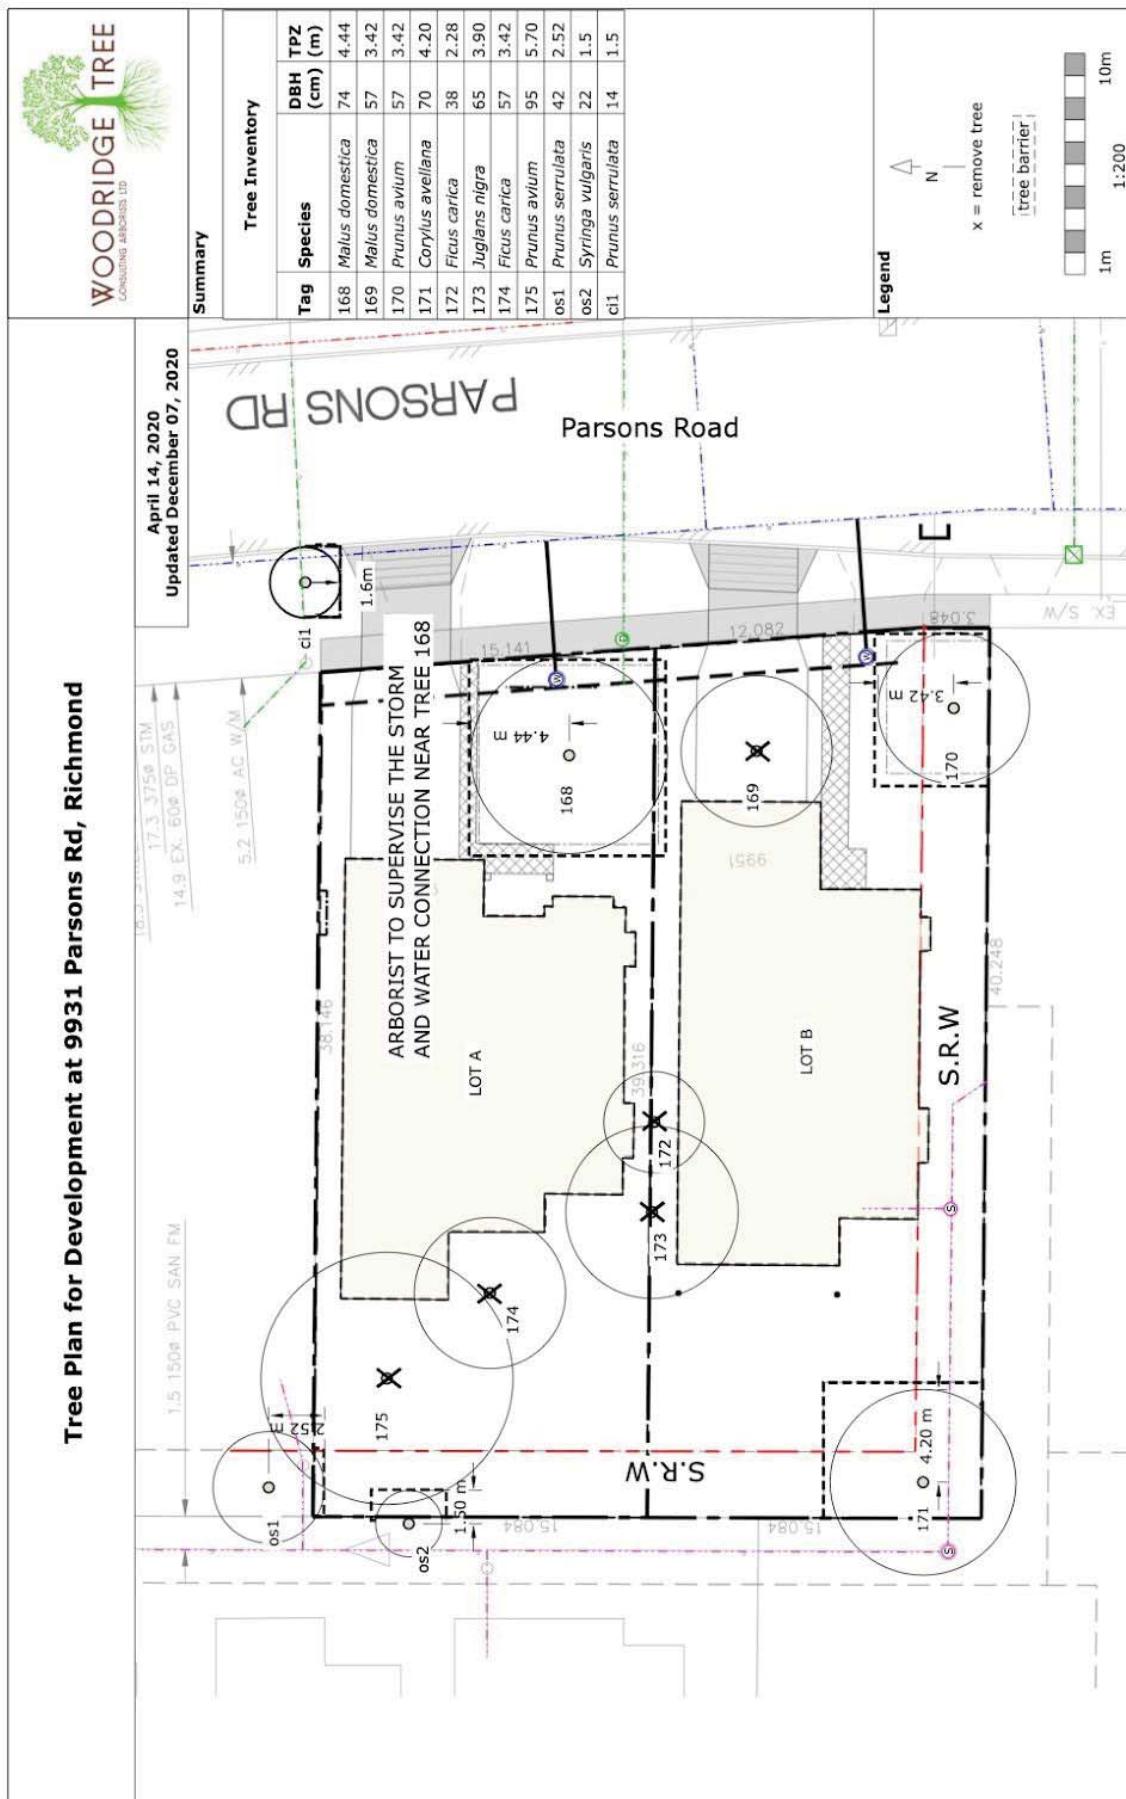 Tree Plan for Development at 9931 Parsons Rd, Richmond
April 14, 2020
Updated December 07, 2020
WOODRIDGE TREE
CONSULTING ARBORISTS LTD
Summary
Tree Inventory
Tag Species DBH (cm) TPZ (m)
168 Malus domestica 74 4.44
169 Malus domestica 57 3.42
170 Prunus avium 57 3.42
171 Corylus avellana 70 4.20
172 Ficus carica 38 2.28
173 Juglans nigra 65 3.90
174 Ficus carica 57 3.42
175 Prunus avium 95 5.70
os1 Prunus serrulata 42 2.52
os2 Syringa vulgaris 22 1.5
ci1 Prunus serrulata 14 1.5
Legend
N
x = remove tree
tree barrier
1m 10m
1:200
PARSONS RD
Parsons Road
17.3 375ø STM
14.9 EX. 60ø DP GAS
5.2 150ø AC W/M
1.5 150ø PVC SAN FM
ci1
1.6m
ARBORIST TO SUPERVISE THE STORM
AND WATER CONNECTION NEAR TREE 168
15.141
12.082
3.048
EX. S/W
4.44 m
168
169
3.42 m
170
9951
38.146
LOT A
39.316
LOT B
40.248
S.R.W
172
173
174
175
2.52 m
os1
os2
1.50 m
15.084
S.R.W
15.084
171
4.20 m
W
W
D
S
S